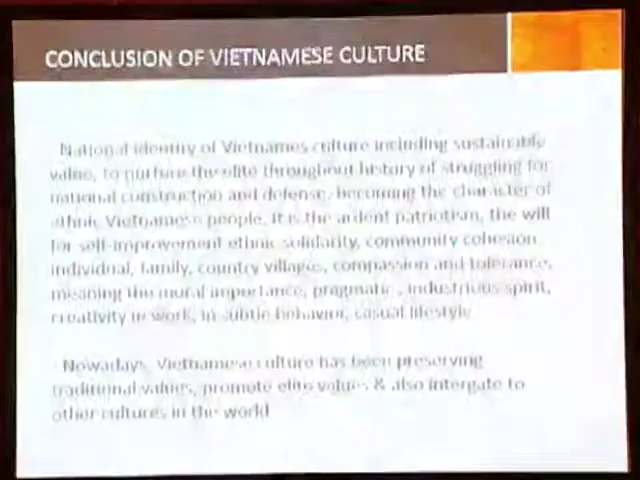 CONCLUSION OF VIETNAMESE CULTURE
National identity of Vietnames culture including sustainable
value, to nurture the elite throughout history of struggling for
national construction and defense, becoming the character of
ethnic Vietnamese people. It is the ardent patriotism, the will
for self-improvement ethnic solidarity, community cohesion
individual, family, country villages, compassion and tolerance,
meaning the moral importance, pragmatic, industrious spirit,
creativity in work, in subtle behavior, casual lifestyle
Nowadays, Vietnamese culture has been preserving
traditional values, promote elite values & also intergate to
other cultures in the world